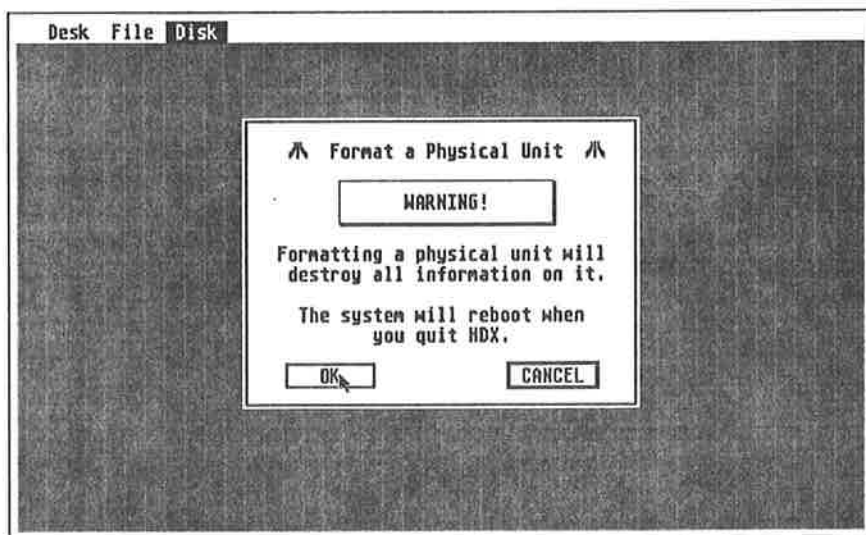 Desk File Disk
Format a Physical Unit
WARNING!
Formatting a physical unit will
destroy all information on it.
The system will reboot when
you quit HDX.
OK CANCEL